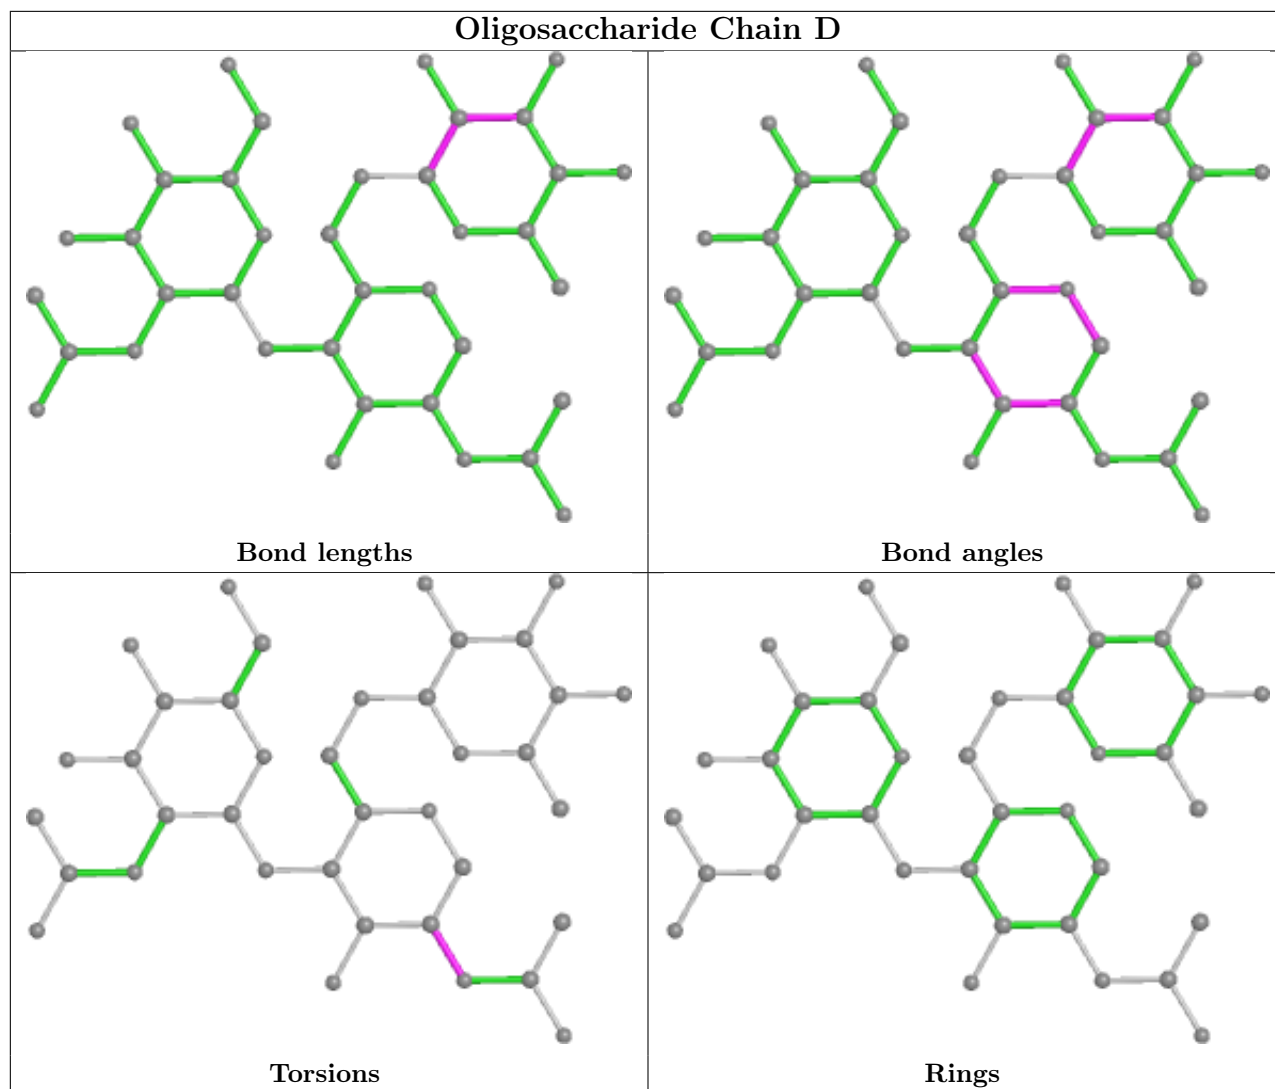 Oligosaccharide Chain D
Bond lengths
Bond angles
Torsions
Rings